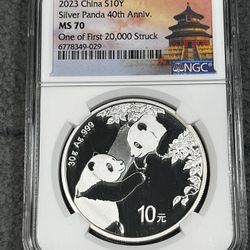 2023 China S10Y
Silver Panda 40th Anniv.
MS 70
One of First 20,000 Struck
6778349-029
NGC
30g Ag.999
10元